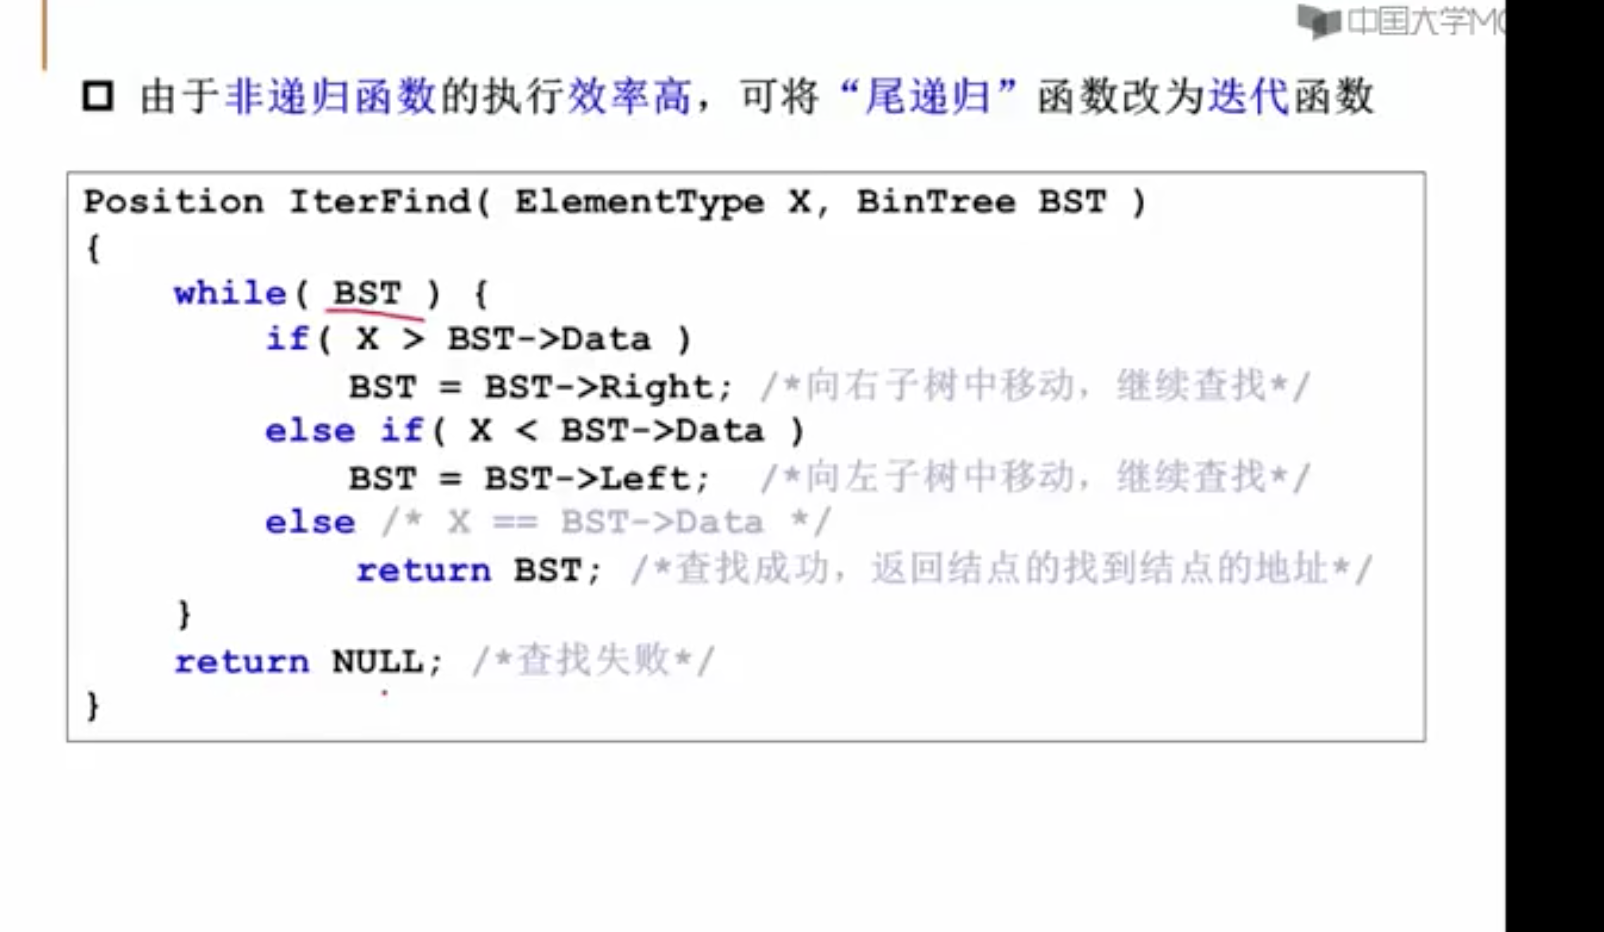 中国大学MO
由于非递归函数的执行效率高，可将“尾递归”函数改为迭代函数
Position IterFind( ElementType X, BinTree BST )
{
while( BST ) {
if( X > BST->Data )
BST = BST->Right; /*向右子树中移动，继续查找*/
else if( X < BST->Data )
BST = BST->Left; /*向左子树中移动，继续查找*/
else /* X == BST->Data */
return BST; /*查找成功，返回结点的找到结点的地址*/
}
return NULL; /*查找失败*/
}